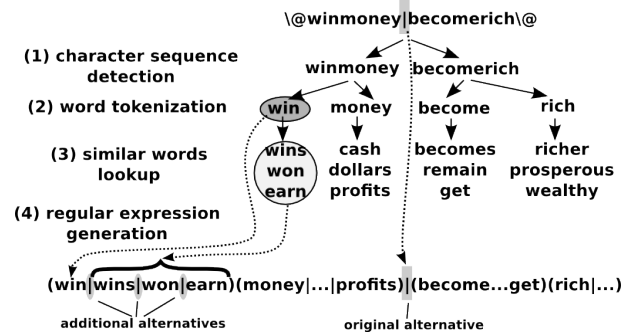 \@winmoney|becomerich\@
(1) character sequence
detection
winmoney becomerich
(2) word tokenization
win money become rich
(3) similar words
lookup
wins cash becomes richer
won dollars remain prosperous
earn profits get wealthy
(4) regular expression
generation
(win|wins|won|earn)(money|...|profits)|(become...get)(rich|...)
additional alternatives
original alternative